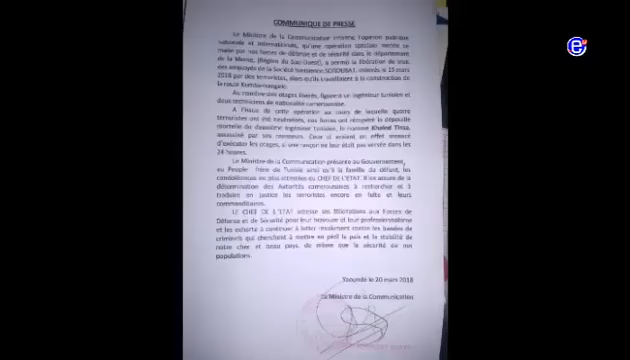 COMMUNIQUE DE PRESSE
Le Ministre de la Communication informe l'opinion publique
nationale et internationale, qu'une opération spéciale menée ce
matin par nos forces de défense et de sécurité dans le département
de la Meme, (Région du Sud-Ouest), a permis la libération de
des employés de la Société tunisienne SOROUBAT, enlevés le 15 mars
2018 par des terroristes, alors qu'ils travaillaient à la construction de
la route Kumba-
Au nombre des otages libérés, figurent un ingénieur tunisien et
deux techniciens de nationalité camerounaise.
A l'issue de cette opération au cours de laquelle quatre
terroristes ont été neutralisés, nos forces ont récupéré la dépouille
mortelle du deuxième ingénieur tunisien, le nommé Khaled Tinsa,
assassiné par ses ravisseurs. Ceux-ci avaient en effet menacé
d'exécuter les otages, si une rançon ne leur était pas versée dans les
24 heures.
Le Ministre de la Communication présente au Gouvernement,
au Peuple frère de Tunisie ainsi qu'à la famille du défunt, les
condoléances les plus attristées du CHEF DE L'ETAT. Il les assure de la
détermination des Autorités camerounaises à rechercher et à
traduire en justice les terroristes encore en fuite et leurs
commanditaires.
LE CHEF DE L'ETAT adresse ses félicitations aux Forces de
Défense et de Sécurité pour leur bravoure et leur professionnalisme
et les exhorte à continuer à lutter résolument contre les bandes de
criminels qui cherchent à mettre en péril la paix et la stabilité de
notre cher et beau pays, de même que la sécurité de nos
populations.
Yaoundé le 20 mars 2018
Le Ministre de la Communication